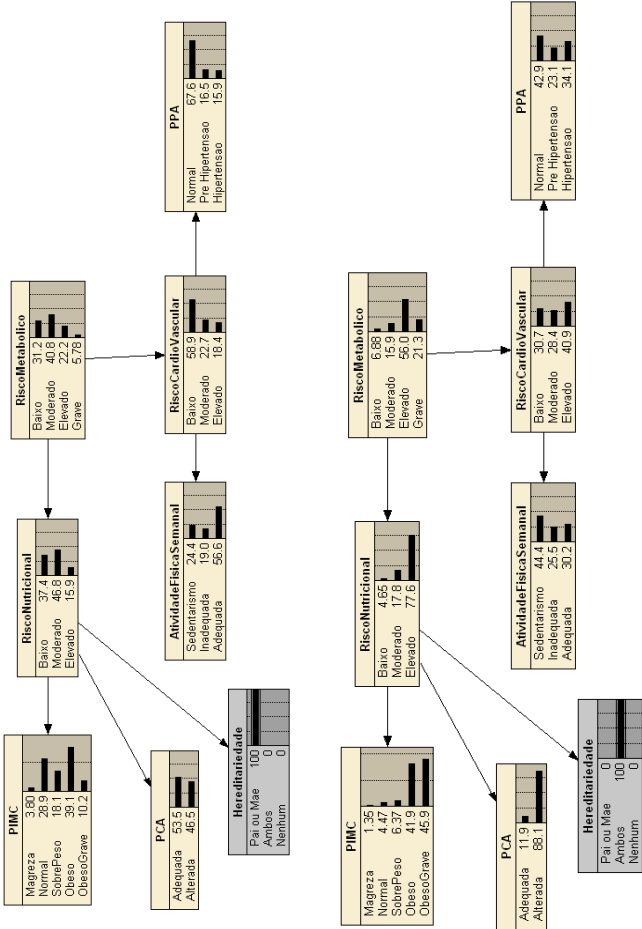 PIMC
Magreza 3.80
Normal 28.9
SobrePeso 18.1
Obeso 39.1
ObesoGrave 10.2
RiscoNutricional
Baixo 37.4
Moderado 46.8
Elevado 15.9
RiscoMetabolico
Baixo 31.2
Moderado 40.8
Elevado 22.2
Grave 5.78
PCA
Adequada 53.5
Alterada 46.5
Hereditariedade
Pai ou Mae 100
Ambos 0
Nenhum 0
AtividadeFisicaSemanal
Sedentarismo 24.4
Inadequada 19.0
Adequada 56.6
RiscoCardioVascular
Baixo 58.9
Moderado 22.7
Elevado 18.4
PPA
Normal 67.6
Pre Hipertensao 16.5
Hipertensao 15.9
PIMC
Magreza 1.35
Normal 4.47
SobrePeso 6.37
Obeso 41.9
ObesoGrave 45.9
RiscoNutricional
Baixo 4.65
Moderado 17.8
Elevado 77.6
RiscoMetabolico
Baixo 6.88
Moderado 15.9
Elevado 56.0
Grave 21.3
PCA
Adequada 11.9
Alterada 88.1
Hereditariedade
Pai ou Mae 0
Ambos 100
Nenhum 0
AtividadeFisicaSemanal
Sedentarismo 44.4
Inadequada 25.5
Adequada 30.2
RiscoCardioVascular
Baixo 30.7
Moderado 28.4
Elevado 40.9
PPA
Normal 42.9
Pre Hipertensao 23.1
Hipertensao 34.1